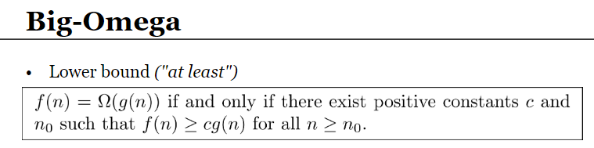 Big-Omega
• Lower bound ("at least")
f(n) = Ω(g(n)) if and only if there exist positive constants c and
n₀ such that f(n) ≥ cg(n) for all n ≥ n₀.